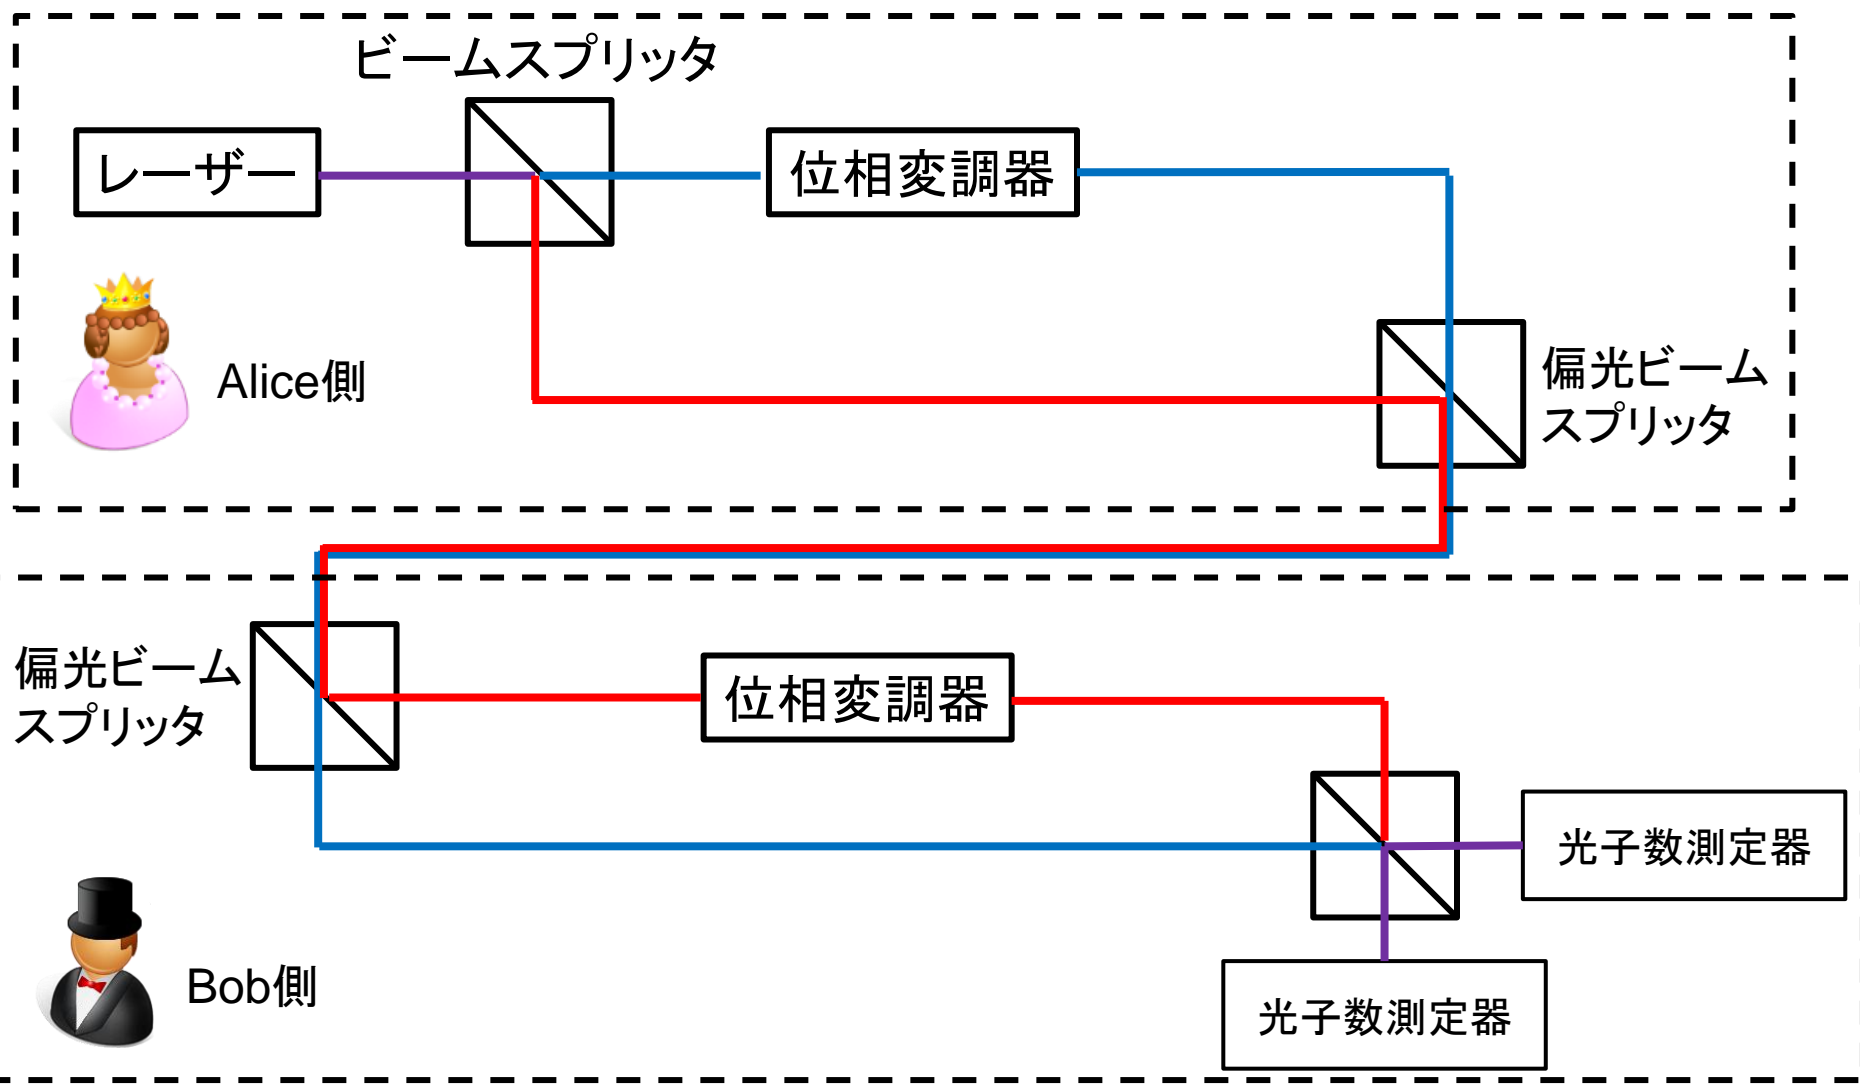 ビームスプリッタ
レーザー
位相変調器
Alice側
偏光ビーム
スプリッタ
偏光ビーム
スプリッタ
位相変調器
光子数測定器
Bob側
光子数測定器